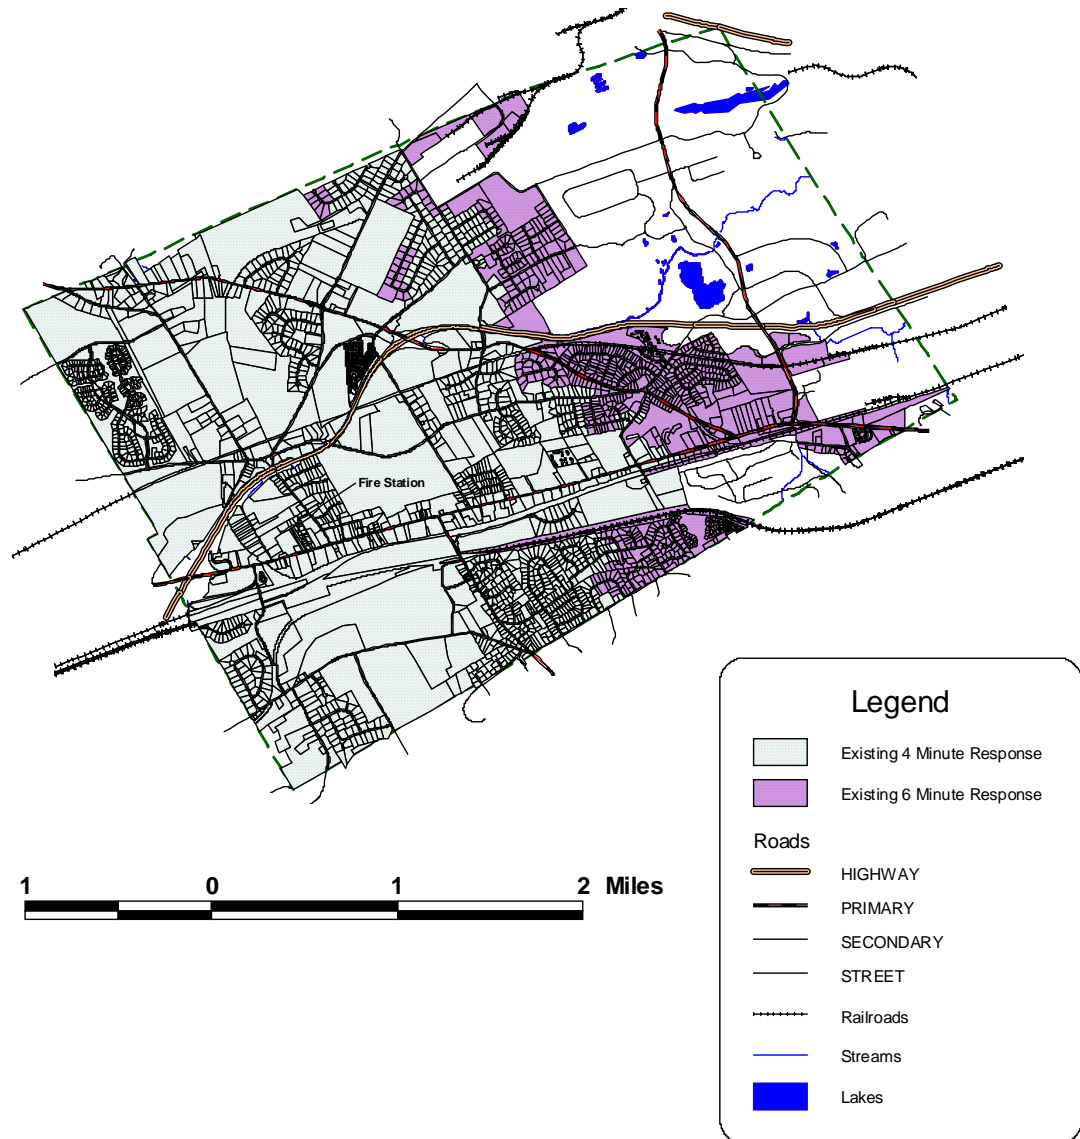 Fire Station
Legend
Existing 4 Minute Response
Existing 6 Minute Response
Roads
HIGHWAY
PRIMARY
SECONDARY
STREET
Railroads
Streams
Lakes
1 0 1 2 Miles